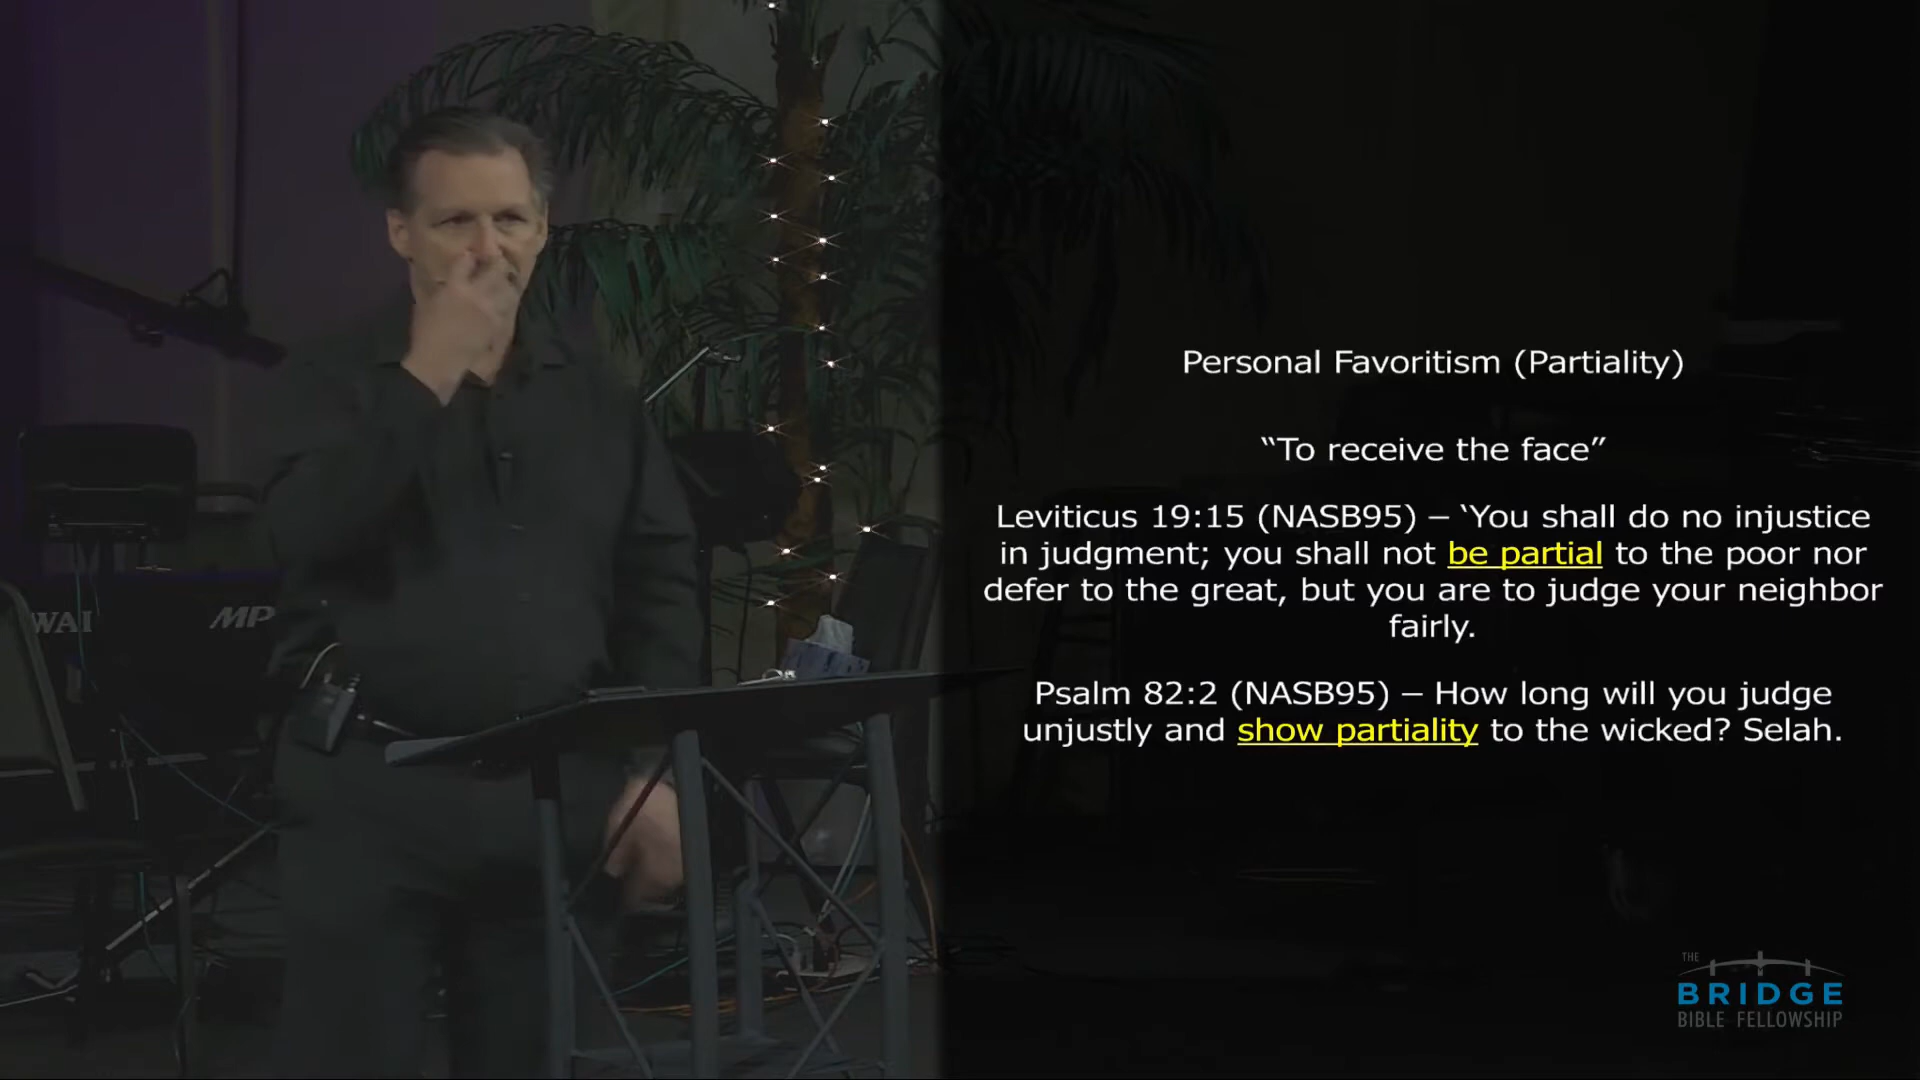 Personal Favoritism (Partiality)
“To receive the face”
Leviticus 19:15 (NASB95) – ‘You shall do no injustice
in judgment; you shall not be partial to the poor nor
defer to the great, but you are to judge your neighbor
fairly.
Psalm 82:2 (NASB95) – How long will you judge
unjustly and show partiality to the wicked? Selah.
WAI
MP
THE
BRIDGE
BIBLE FELLOWSHIP